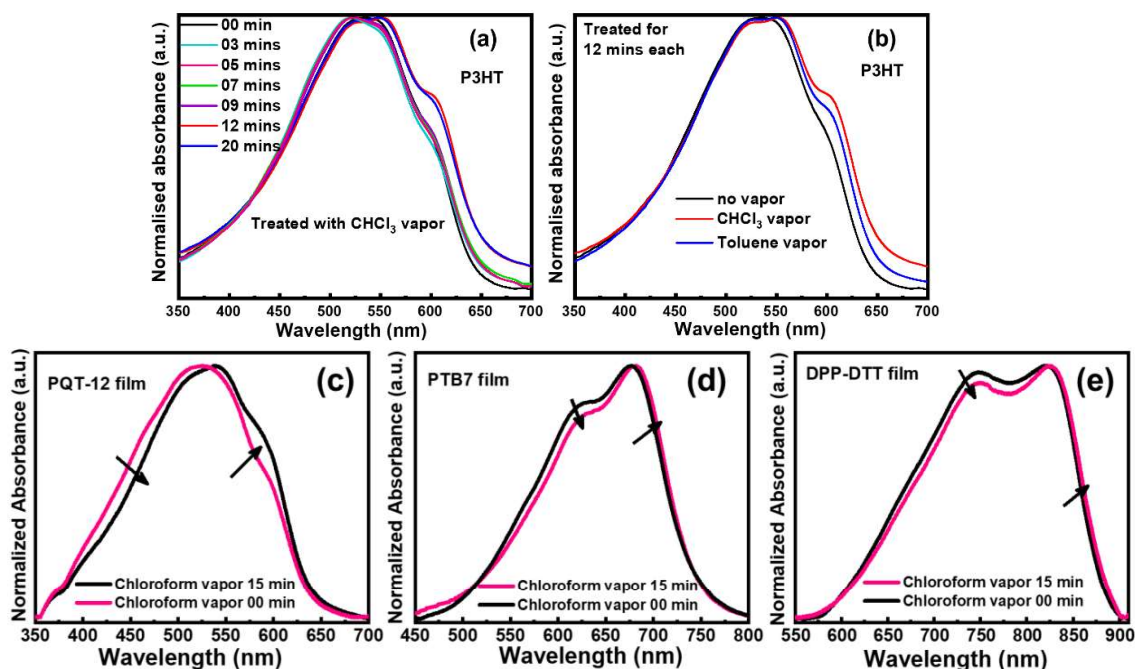 (a)
P3HT
00 min
03 mins
05 mins
07 mins
09 mins
12 mins
20 mins
Treated with CHCl₃ vapor
Normalised absorbance (a.u.)
350 400 450 500 550 600 650 700
Wavelength (nm)
Treated for
12 mins each
(b)
P3HT
no vapor
CHCl₃ vapor
Toluene vapor
Normalised absorbance (a.u.)
350 400 450 500 550 600 650 700
Wavelength (nm)
PQT-12 film
(c)
Chloroform vapor 15 min
Chloroform vapor 00 min
Normalized Absorbance (a.u.)
350 400 450 500 550 600 650 700
Wavelength (nm)
PTB7 film
(d)
Chloroform vapor 15 min
Chloroform vapor 00 min
Normalized Absorbance (a.u.)
450 500 550 600 650 700 750 800
Wavelength (nm)
DPP-DTT film
(e)
Chloroform vapor 15 min
Chloroform vapor 00 min
Normalized Absorbance (a.u.)
550 600 650 700 750 800 850 900
Wavelength (nm)